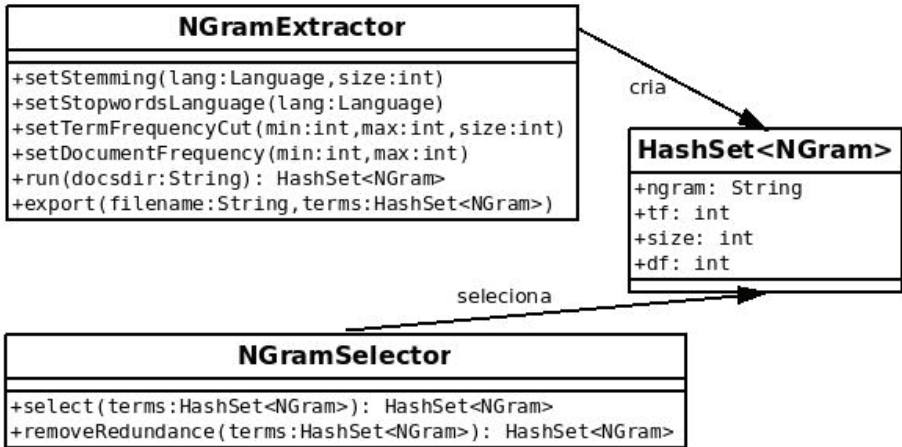 NGramExtractor
+setStemming(lang:Language,size:int)
+setStopwordsLanguage(lang:Language)
+setTermFrequencyCut(min:int,max:int,size:int)
+setDocumentFrequency(min:int,max:int)
+run(docsdir:String): HashSet<NGram>
+export(filename:String,terms:HashSet<NGram>)
cria
HashSet<NGram>
+ngram: String
+tf: int
+size: int
+df: int
seleciona
NGramSelector
+select(terms:HashSet<NGram>): HashSet<NGram>
+removeRedundance(terms:HashSet<NGram>): HashSet<NGram>